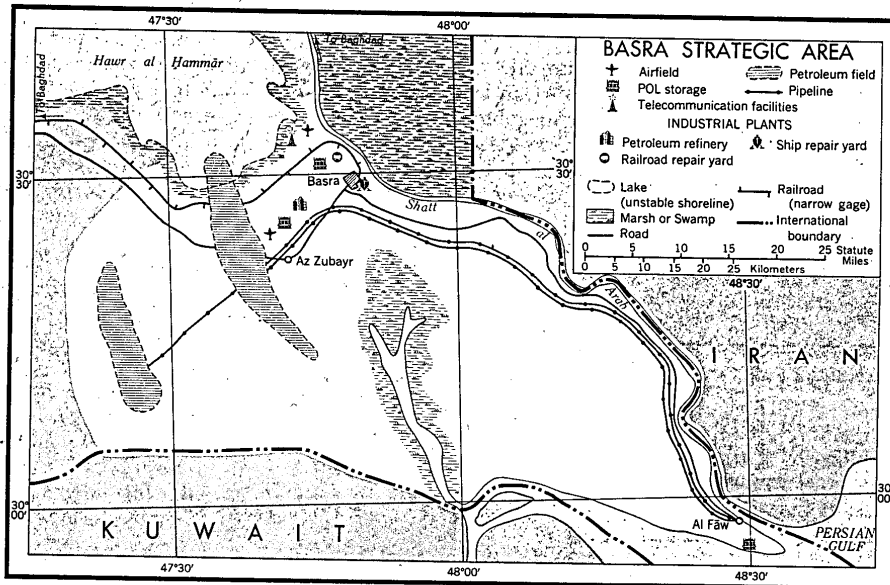 47°30'
48°00'
To Baghdad
Hawr al Hammār
To Baghdad
BASRA STRATEGIC AREA
Airfield
Petroleum field
POL storage
Pipeline
Telecommunication facilities
INDUSTRIAL PLANTS
Petroleum refinery
Ship repair yard
Railroad repair yard
Lake
(unstable shoreline)
Railroad
(narrow gage)
Marsh or Swamp
International
boundary
Road
0 5 10 15 20 25 Statute
Miles
0 5 10 15 20 25 Kilometers
30'
30°
30'
Basra
Shatt
al
Arab
Az Zubayr
48°30'
I R A N
30°
00'
00'
K U W A I T
Al Fāw
PERSIAN
GULF
47°30'
48°00'
48°30'